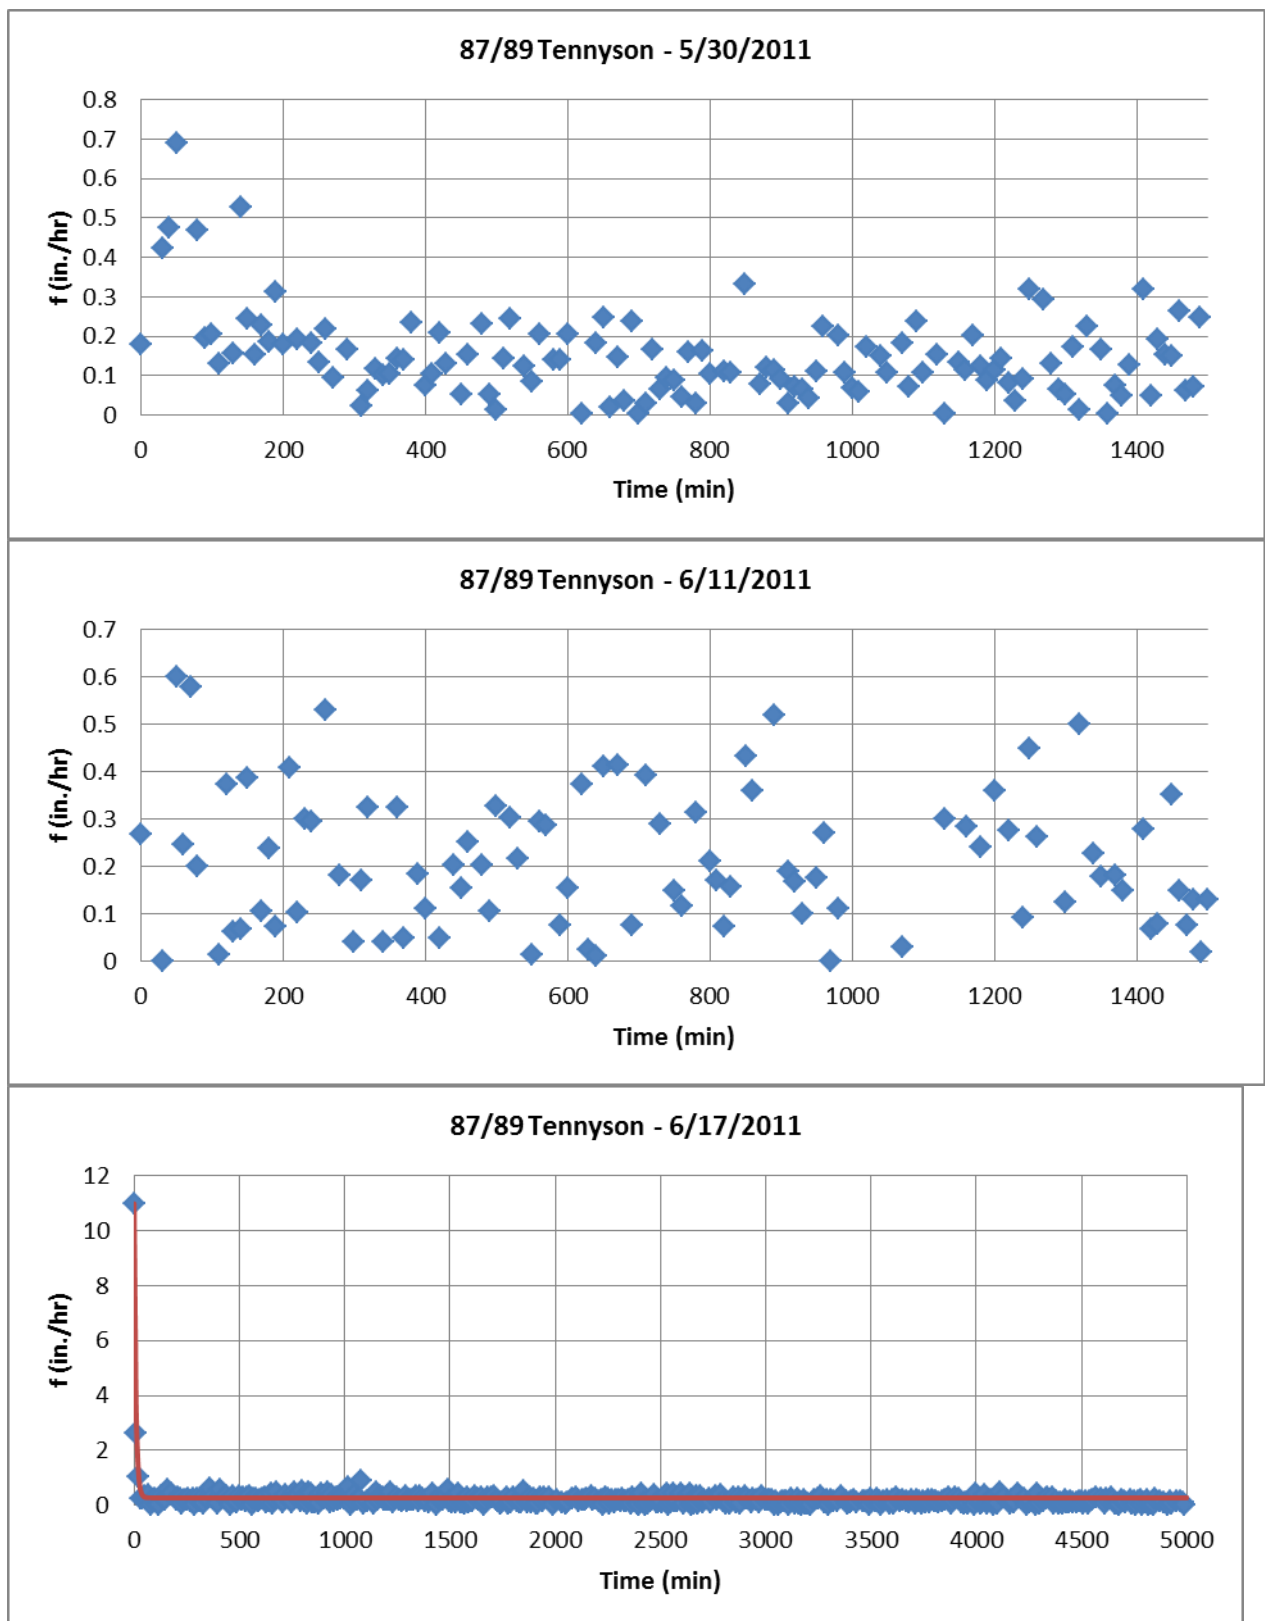 87/89 Tennyson - 5/30/2011
0.8
0.7
0.6
0.5
0.4
0.3
0.2
0.1
0
f (in./hr)
0 200 400 600 800 1000 1200 1400
Time (min)
87/89 Tennyson - 6/11/2011
0.7
0.6
0.5
0.4
0.3
0.2
0.1
0
f (in./hr)
0 200 400 600 800 1000 1200 1400
Time (min)
87/89 Tennyson - 6/17/2011
12
10
8
6
4
2
0
f (in./hr)
0 500 1000 1500 2000 2500 3000 3500 4000 4500 5000
Time (min)